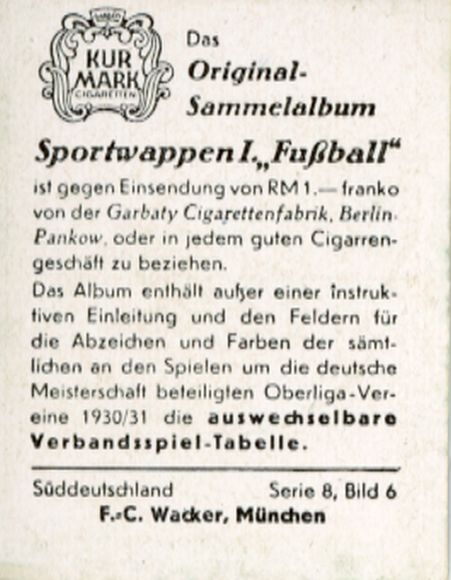 KUR
MARK
CIGARETTEN
Das
Original-
Sammelalbum
Sportwappen I. „Fußball“
ist gegen Einsendung von RM 1.— franko
von der Garbaty Cigarettenfabrik, Berlin-
Pankow, oder in jedem guten Cigarren-
geschäft zu beziehen.
Das Album enthält außer einer instruk-
tiven Einleitung und den Feldern für
die Abzeichen und Farben der sämt-
lichen an den Spielen um die deutsche
Meisterschaft beteiligten Oberliga-Ver-
eine 1930/31 die auswechselbare
Verbandsspiel-Tabelle.
Süddeutschland Serie 8, Bild 6
F.-C. Wacker, München